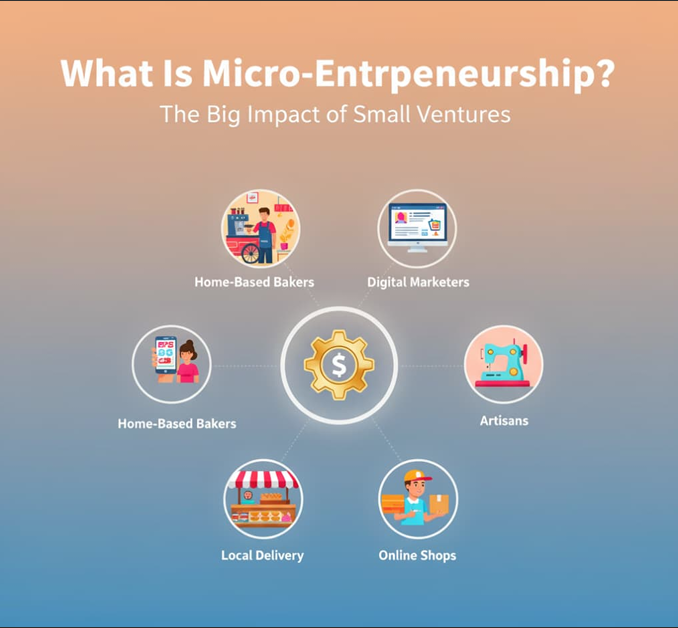 What Is Micro-Entrpeneurship?
The Big Impact of Small Ventures
Home-Based Bakers
Digital Marketers
$
Home-Based Bakers
Artisans
Local Delivery
Online Shops